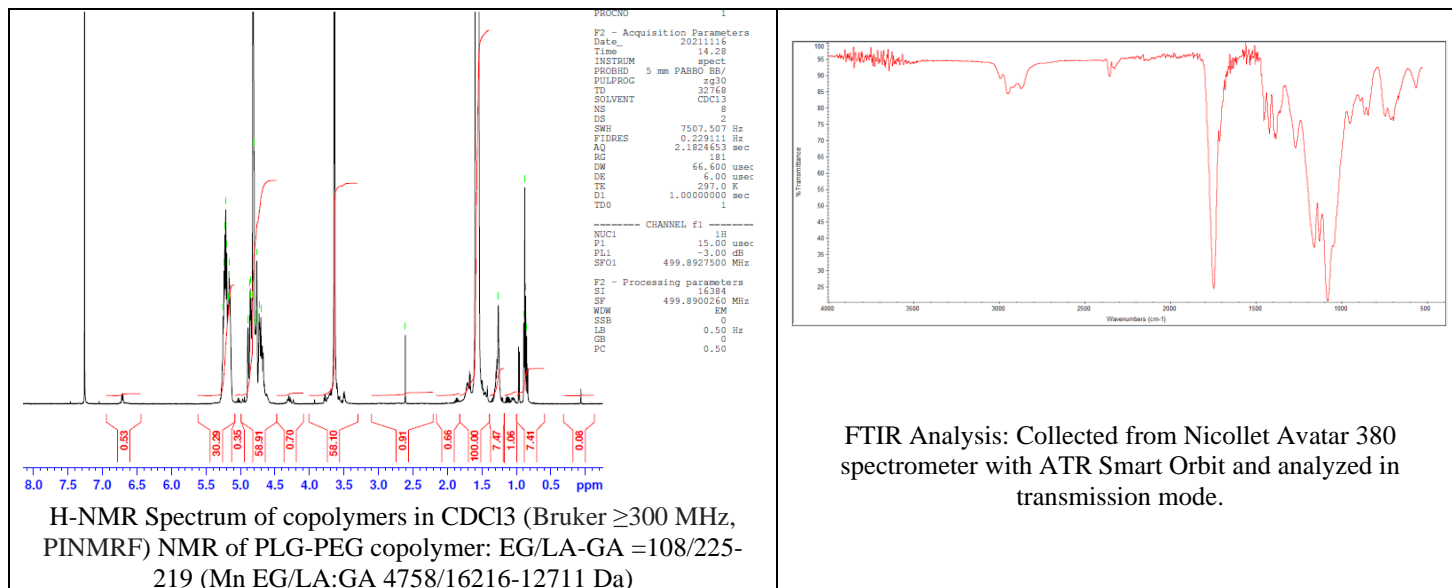 PROCNO 1
F2 - Acquisition Parameters
Date_ 20211116
Time 14.28
INSTRUM spect
PROBHD 5 mm PABBO BB/
PULPROG zg30
TD 32768
SOLVENT CDCl3
NS 8
DS 2
SWH 7507.507 Hz
FIDRES 0.229111 Hz
AQ 2.1824653 sec
RG 181
DW 66.600 usec
DE 6.00 usec
TE 297.0 K
D1 1.00000000 sec
TD0 1
======== CHANNEL f1 ========
NUC1 1H
P1 15.00 usec
PL1 -3.00 dB
SFO1 499.8927500 MHz
F2 - Processing parameters
SI 16384
SF 499.8900260 MHz
WDW EM
SSB 0
LB 0.50 Hz
GB 0
PC 0.50
0.53 30.29 0.35 58.91 0.70 58.10 0.91 0.66 100.00 7.47 1.06 7.41 0.08
8.0 7.5 7.0 6.5 6.0 5.5 5.0 4.5 4.0 3.5 3.0 2.5 2.0 1.5 1.0 0.5 ppm
H-NMR Spectrum of copolymers in CDCl3 (Bruker ≥300 MHz,
PINMRF) NMR of PLG-PEG copolymer: EG/LA-GA =108/225-
219 (Mn EG/LA:GA 4758/16216-12711 Da)
100
95
90
85
80
75
70
65
60
55
50
45
40
35
30
25
%Transmittance
4000 3500 3000 2500 2000 1500 1000 500
Wavenumbers (cm-1)
FTIR Analysis: Collected from Nicollet Avatar 380
spectrometer with ATR Smart Orbit and analyzed in
transmission mode.